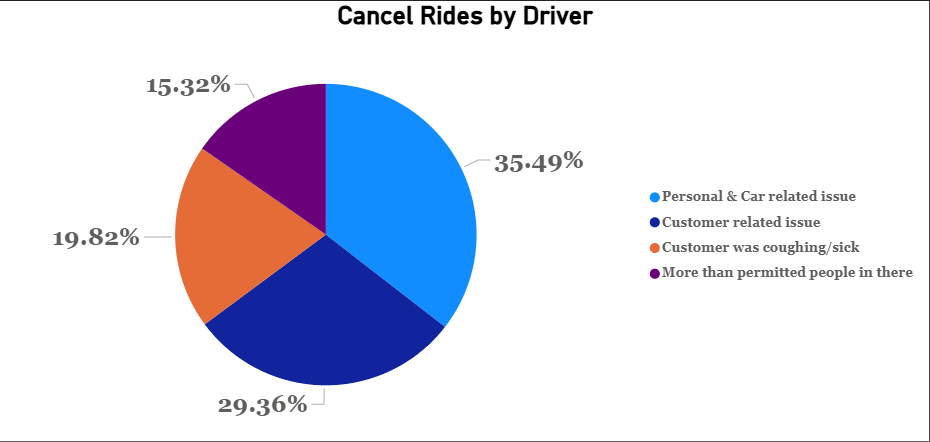 Cancel Rides by Driver
15.32%
35.49%
19.82%
29.36%
Personal & Car related issue
Customer related issue
Customer was coughing/sick
More than permitted people in there